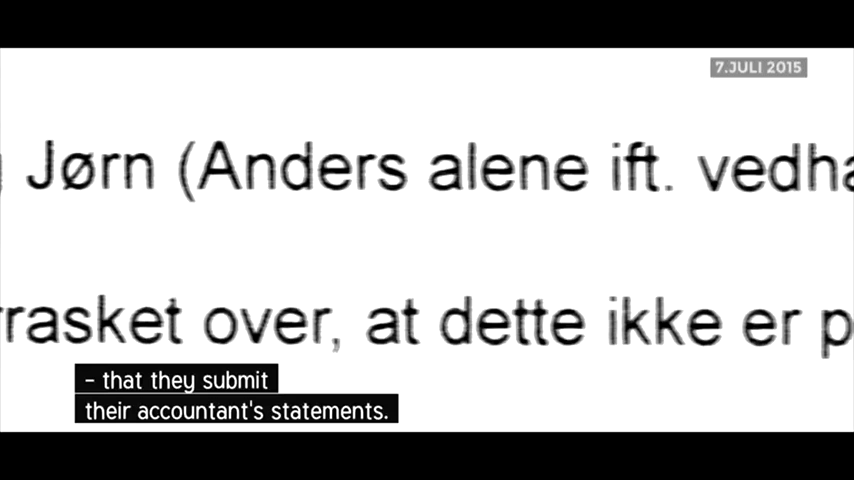 7.JULI 2015
Jørn (Anders alene ift.
over, at dette ikke er
– that they submit
their accountant's statements.